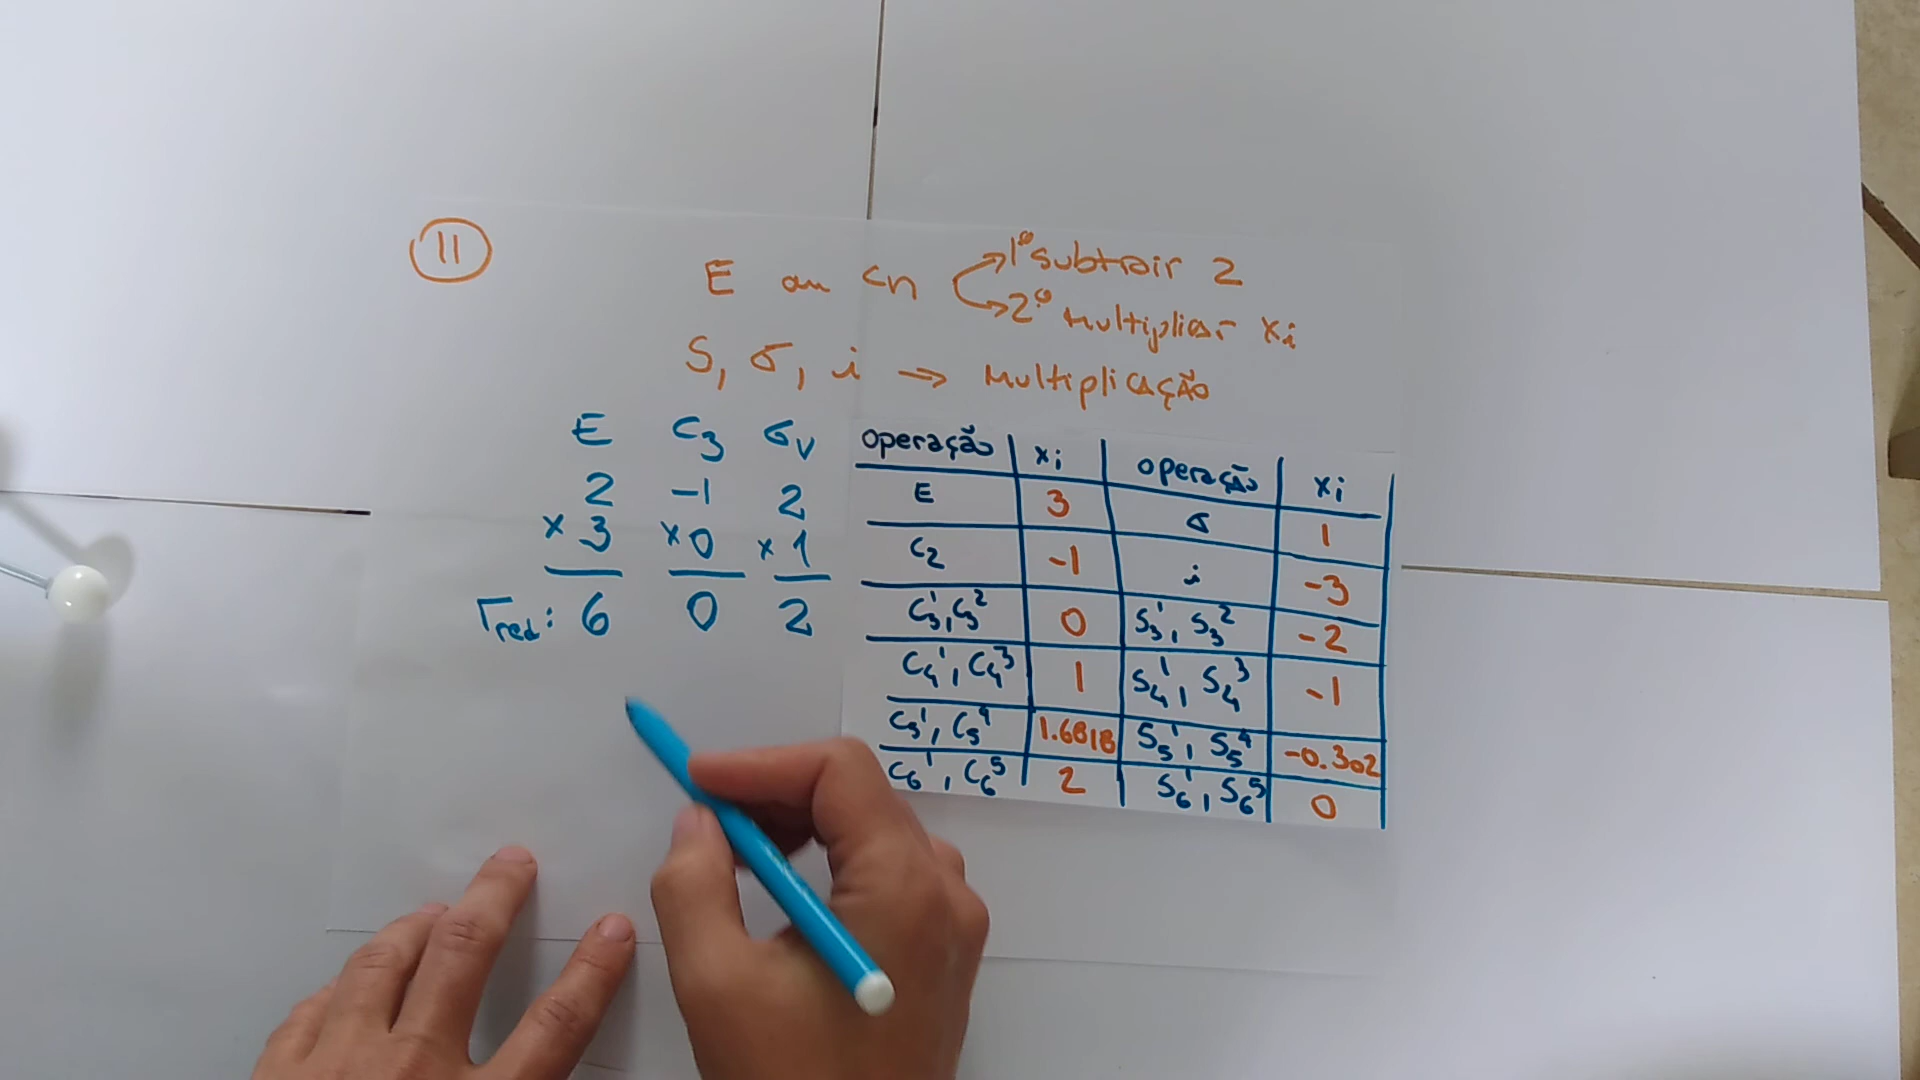 11
E ou Cn 1º subtrair 2
2º Multiplicar xi
S, σ, i → Multiplicação
E C3 σv
2 -1 2
×3 ×0 ×1
Γred: 6 0 2
operação xi operação xi
E 3 σ 1
C2 -1 i -3
C3¹, C3² 0 S3¹, S3² -2
C4¹, C4³ 1 S4¹, S4³ -1
C5¹, C5⁴ 1.6818 S5¹, S5⁴ -0.302
C6¹, C6⁵ 2 S6¹, S6⁵ 0